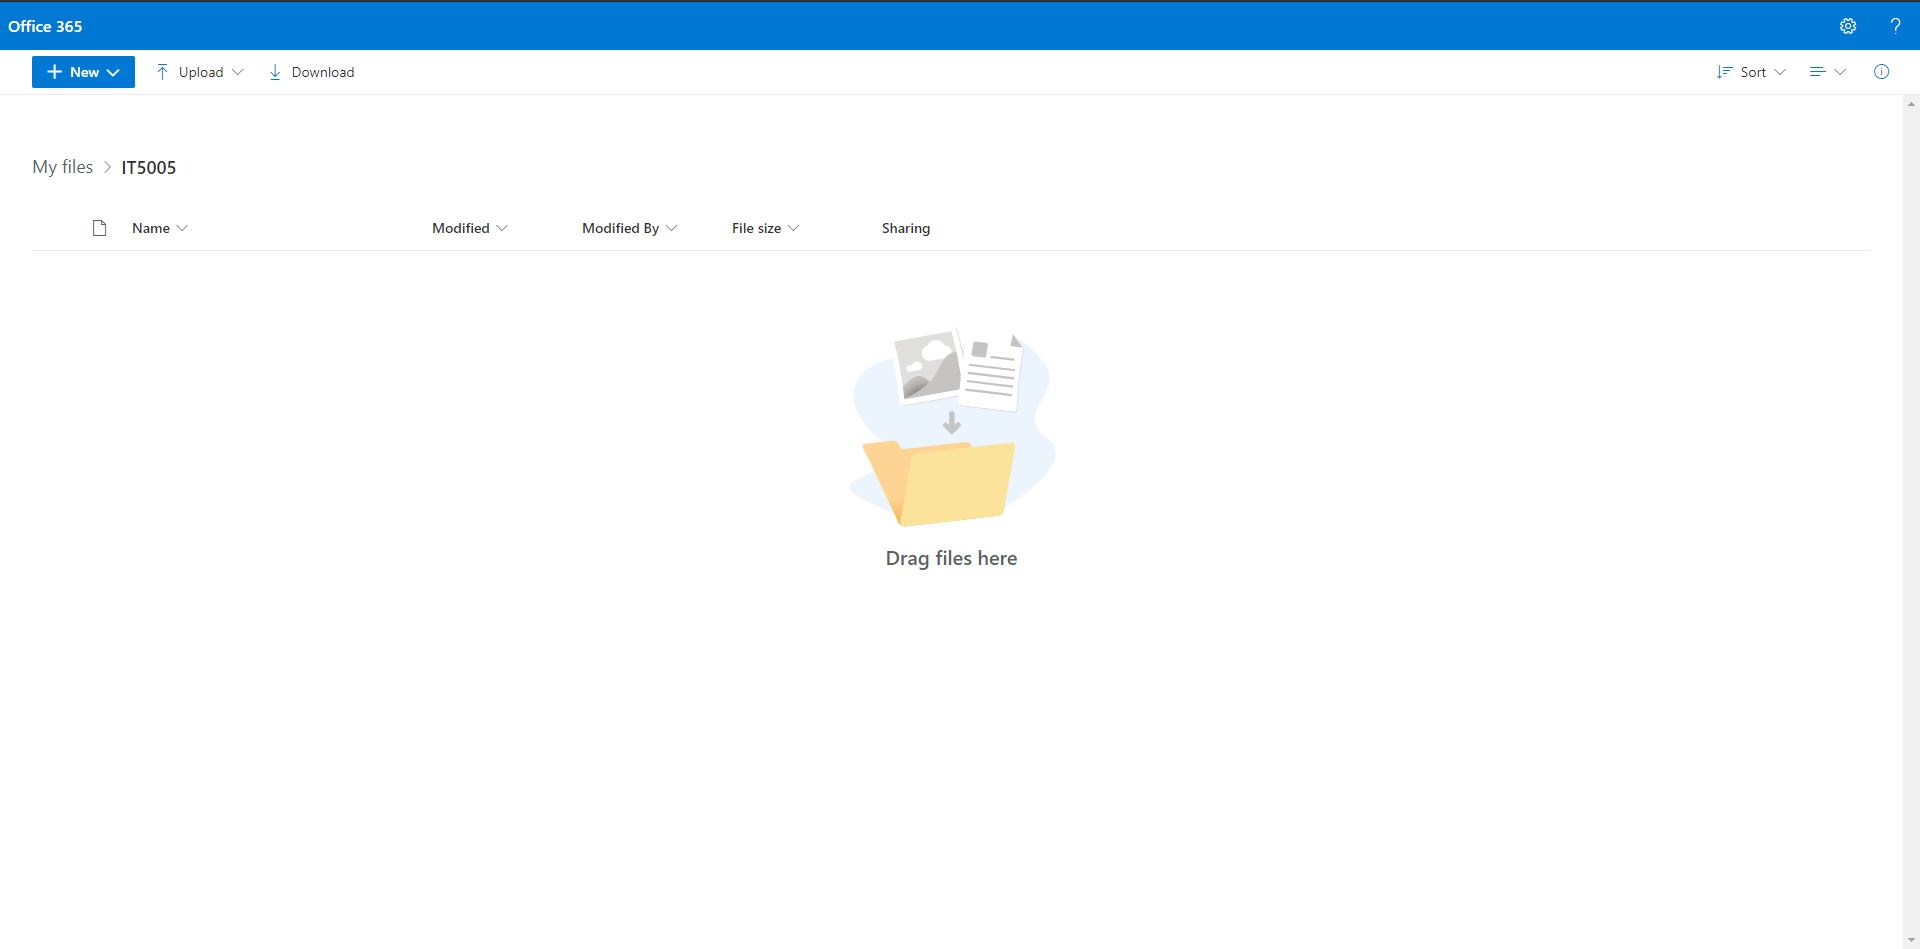 Office 365
New Upload Download Sort
My files > IT5005
Name Modified Modified By File size Sharing
Drag files here